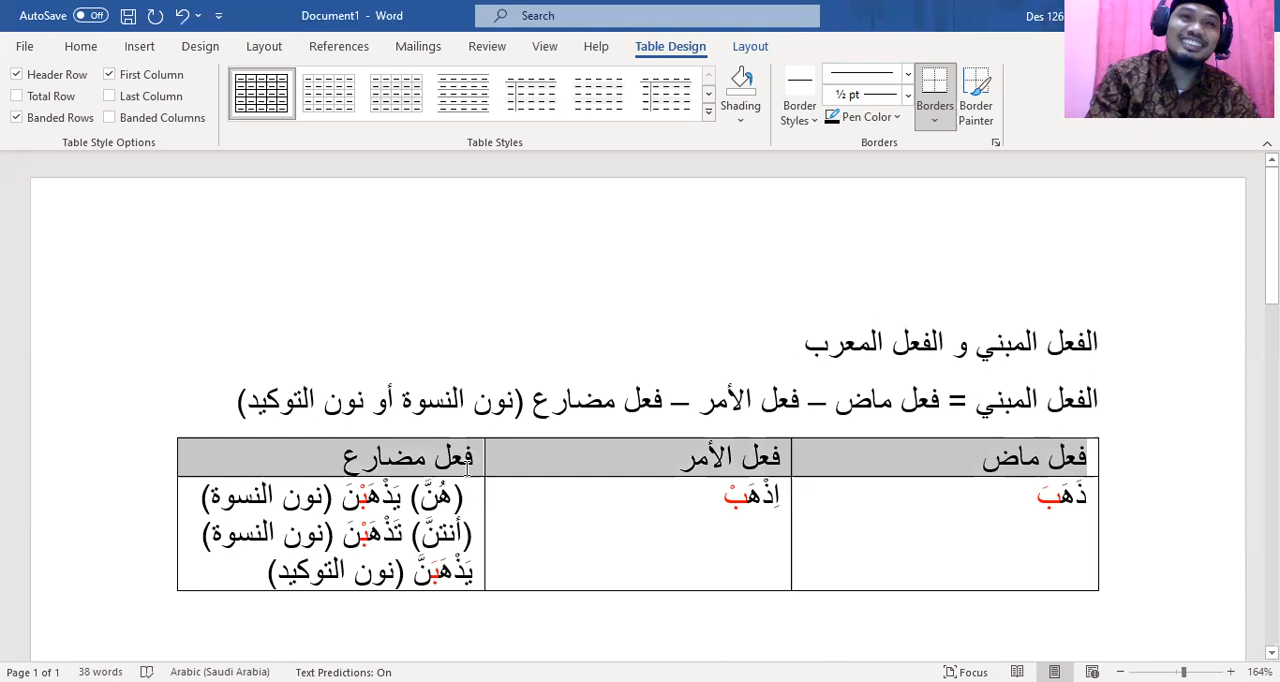 AutoSave Off Document1 - Word Search Des 126
File Home Insert Design Layout References Mailings Review View Help Table Design Layout
Header Row First Column
Total Row Last Column
Banded Rows Banded Columns
Shading Border Styles ½ pt Pen Color Borders Border Painter
Table Style Options Table Styles Borders
الفعل المبني و الفعل المعرب
الفعل المبني = فعل ماض – فعل الأمر – فعل مضارع (نون النسوة أو نون التوكيد)
فعل ماض فعل الأمر فعل مضارع
ذَهَبَ اِذْهَبْ (هُنَّ) يَذْهَبْنَ (نون النسوة)
(أنتنَّ) تَذْهَبْنَ (نون النسوة)
يَذْهَبَنَّ (نون التوكيد)
Page 1 of 1 38 words Arabic (Saudi Arabia) Text Predictions: On Focus 164%